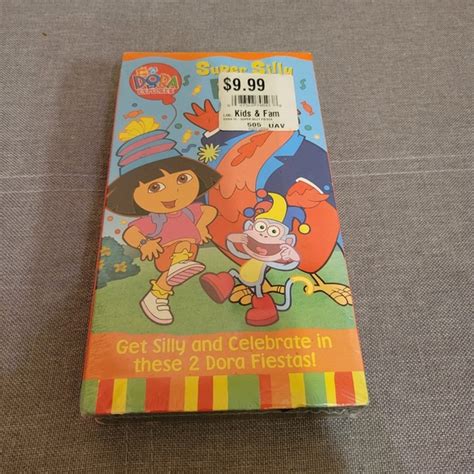 DORA
the
EXPLORER
Super Silly
$9.99
Kids & Fam
505 UAV
Get Silly and Celebrate in
these 2 Dora Fiestas!